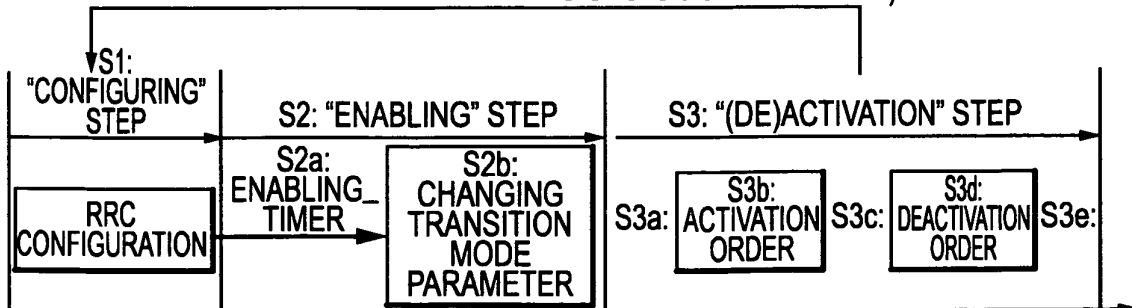 S1:
"CONFIGURING"
STEP
S2: "ENABLING" STEP
S3: "(DE)ACTIVATION" STEP
RRC
CONFIGURATION
S2a:
ENABLING_
TIMER
S2b:
CHANGING
TRANSITION
MODE
PARAMETER
S3a:
S3b:
ACTIVATION
ORDER
S3c:
S3d:
DEACTIVATION
ORDER
S3e: